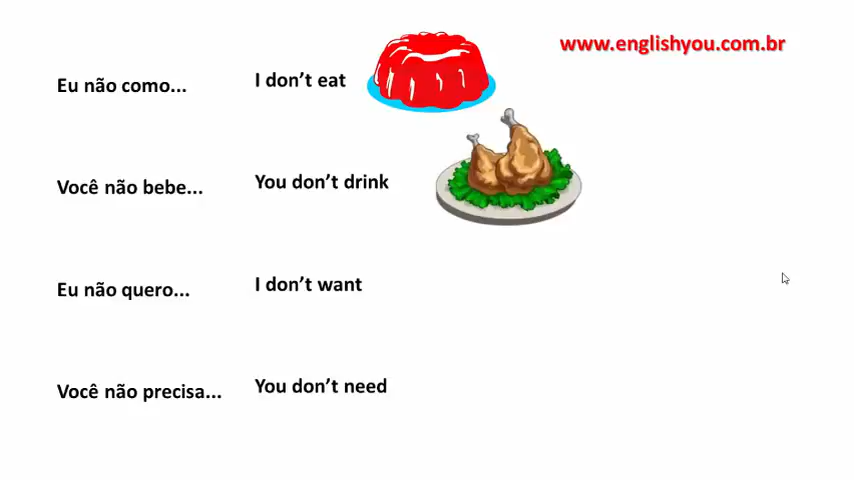 www.englishyou.com.br
Eu não como... I don’t eat
Você não bebe... You don’t drink
Eu não quero... I don’t want
Você não precisa... You don’t need